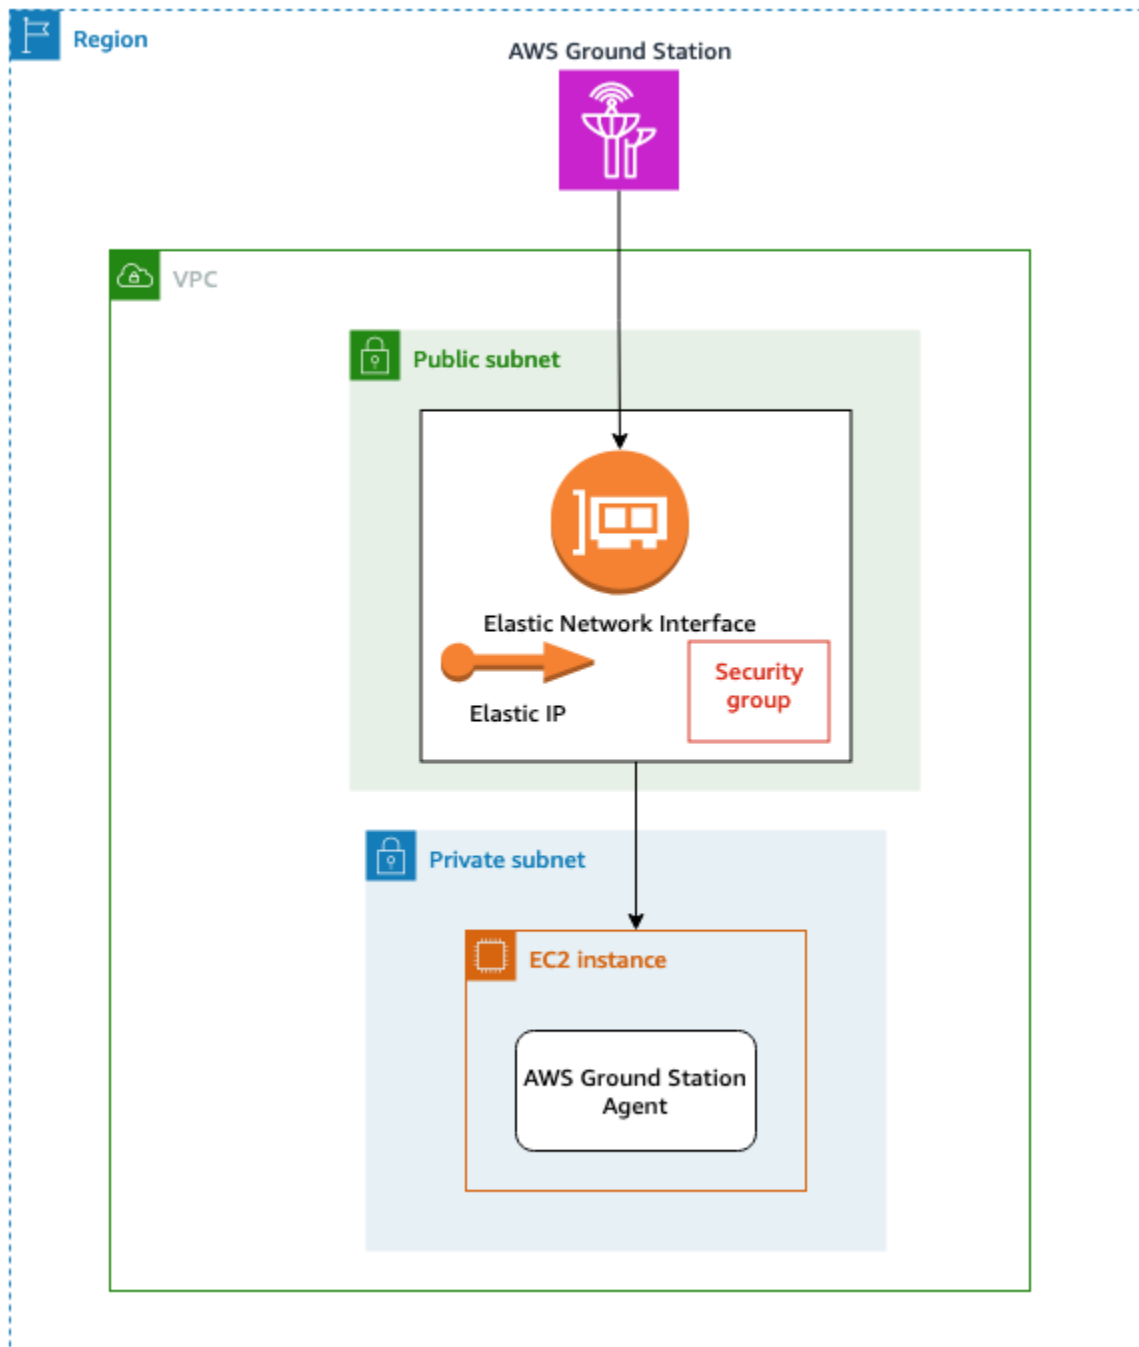 Region
AWS Ground Station
VPC
Public subnet
Elastic Network Interface
Elastic IP
Security
group
Private subnet
EC2 instance
AWS Ground Station
Agent